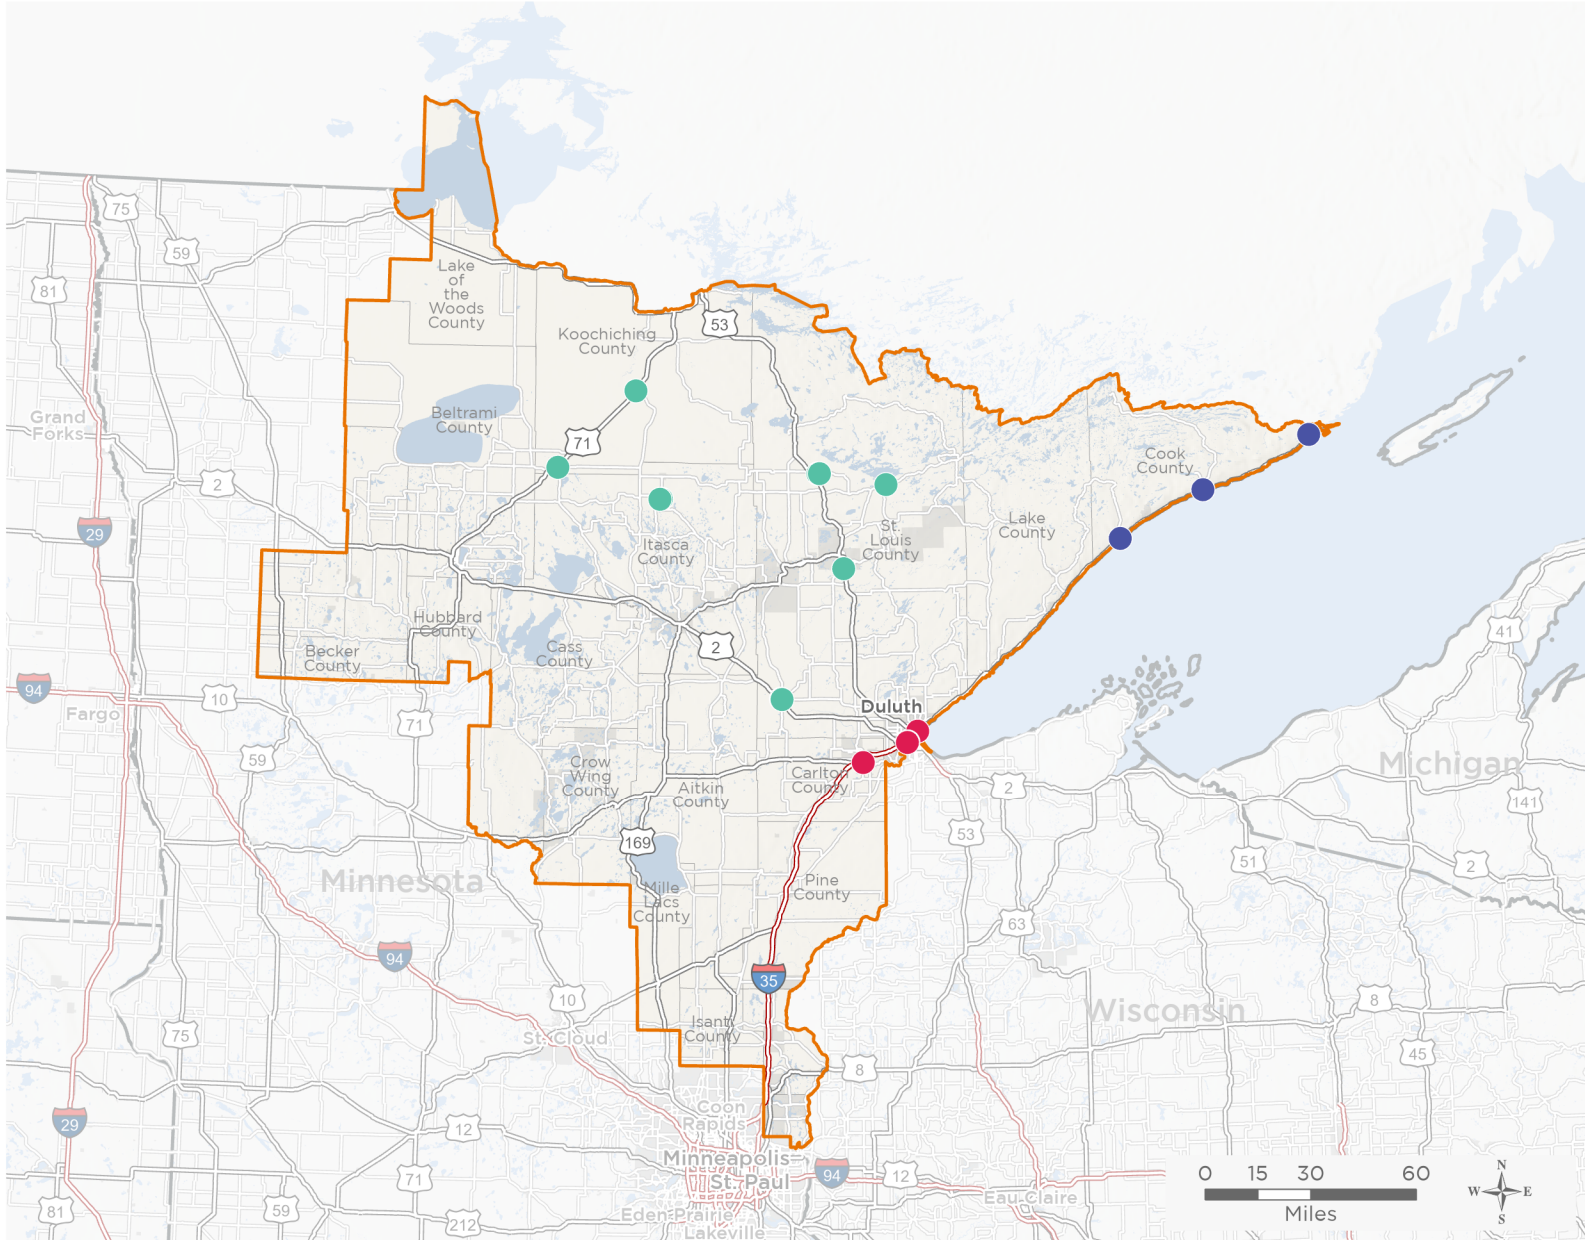 75
59
81
Lake
of
the
Woods
County
53
Koochiching
County
Grand
Forks
Beltrami
County
71
Cook
County
2
29
Lake
County
St.
Louis
County
Itasca
County
Hubbard
County
2
41
Becker
County
Cass
County
94
10
Fargo
71
Duluth
59
Crow
Wing
County
Aitkin
County
Carlton
County
Michigan
2
141
53
169
51
2
Minnesota
Mille
Lacs
County
Pine
County
63
94
35
10
8
Wisconsin
75
St. Cloud
Isanti
County
8
45
Coon
Rapids
29
12
Minneapolis
St. Paul
94
12
71
Eau Claire
81
59
212
Eden Prairie
Lakeville
0 15 30 60
Miles
N
W E
S